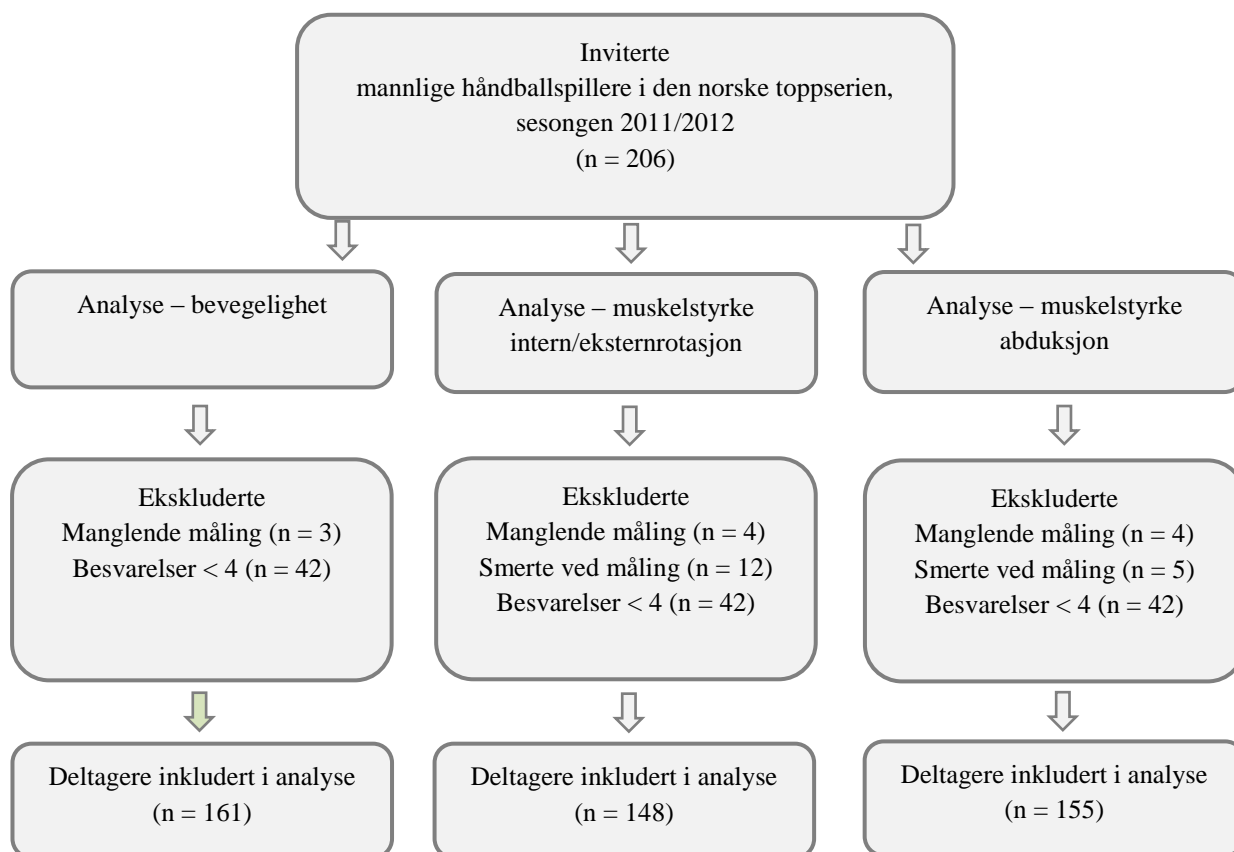 Inviterte
mannlige håndballspillere i den norske toppserien,
sesongen 2011/2012
(n = 206)
Analyse – bevegelighet
Analyse – muskelstyrke
intern/eksternrotasjon
Analyse – muskelstyrke
abduksjon
Ekskluderte
Manglende måling (n = 3)
Besvarelser < 4 (n = 42)
Ekskluderte
Manglende måling (n = 4)
Smerte ved måling (n = 12)
Besvarelser < 4 (n = 42)
Ekskluderte
Manglende måling (n = 4)
Smerte ved måling (n = 5)
Besvarelser < 4 (n = 42)
Deltagere inkludert i analyse
(n = 161)
Deltagere inkludert i analyse
(n = 148)
Deltagere inkludert i analyse
(n = 155)